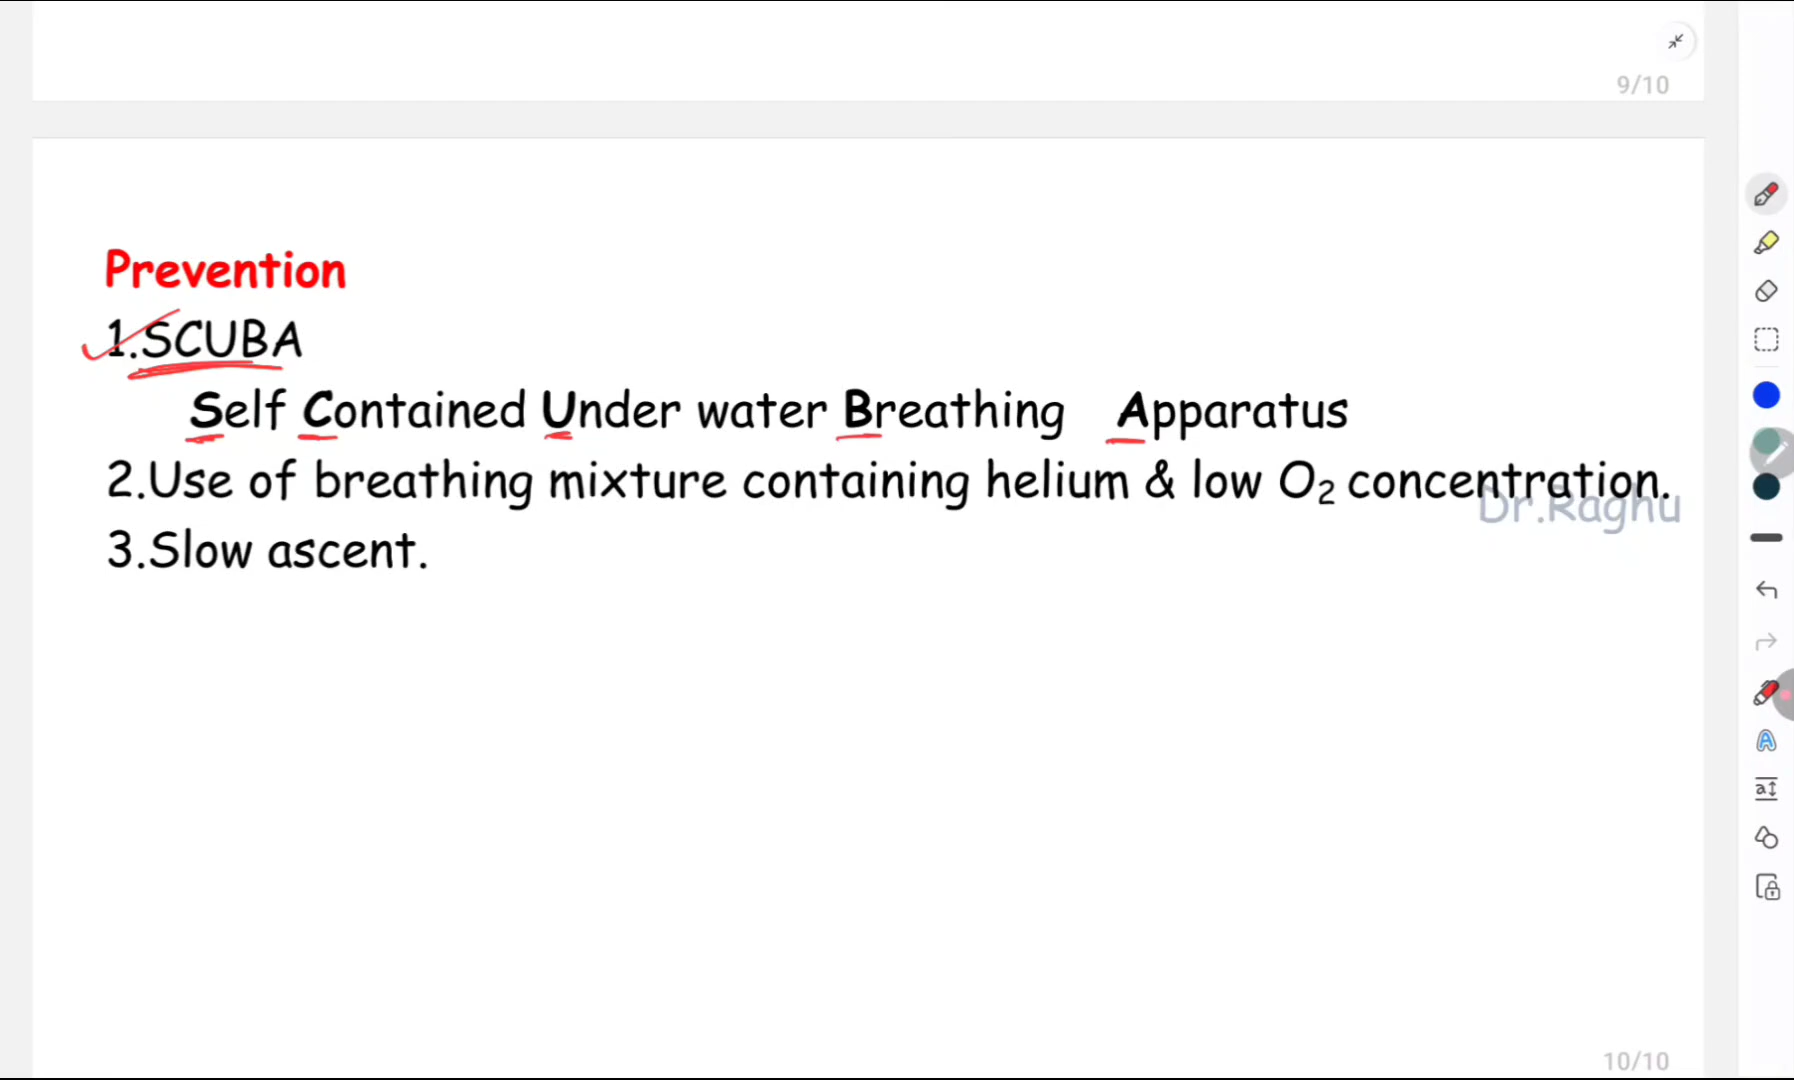 9/10
Prevention
1.SCUBA
Self Contained Under water Breathing Apparatus
2.Use of breathing mixture containing helium & low O₂ concentration.
Dr.Raghu
3.Slow ascent.
10/10